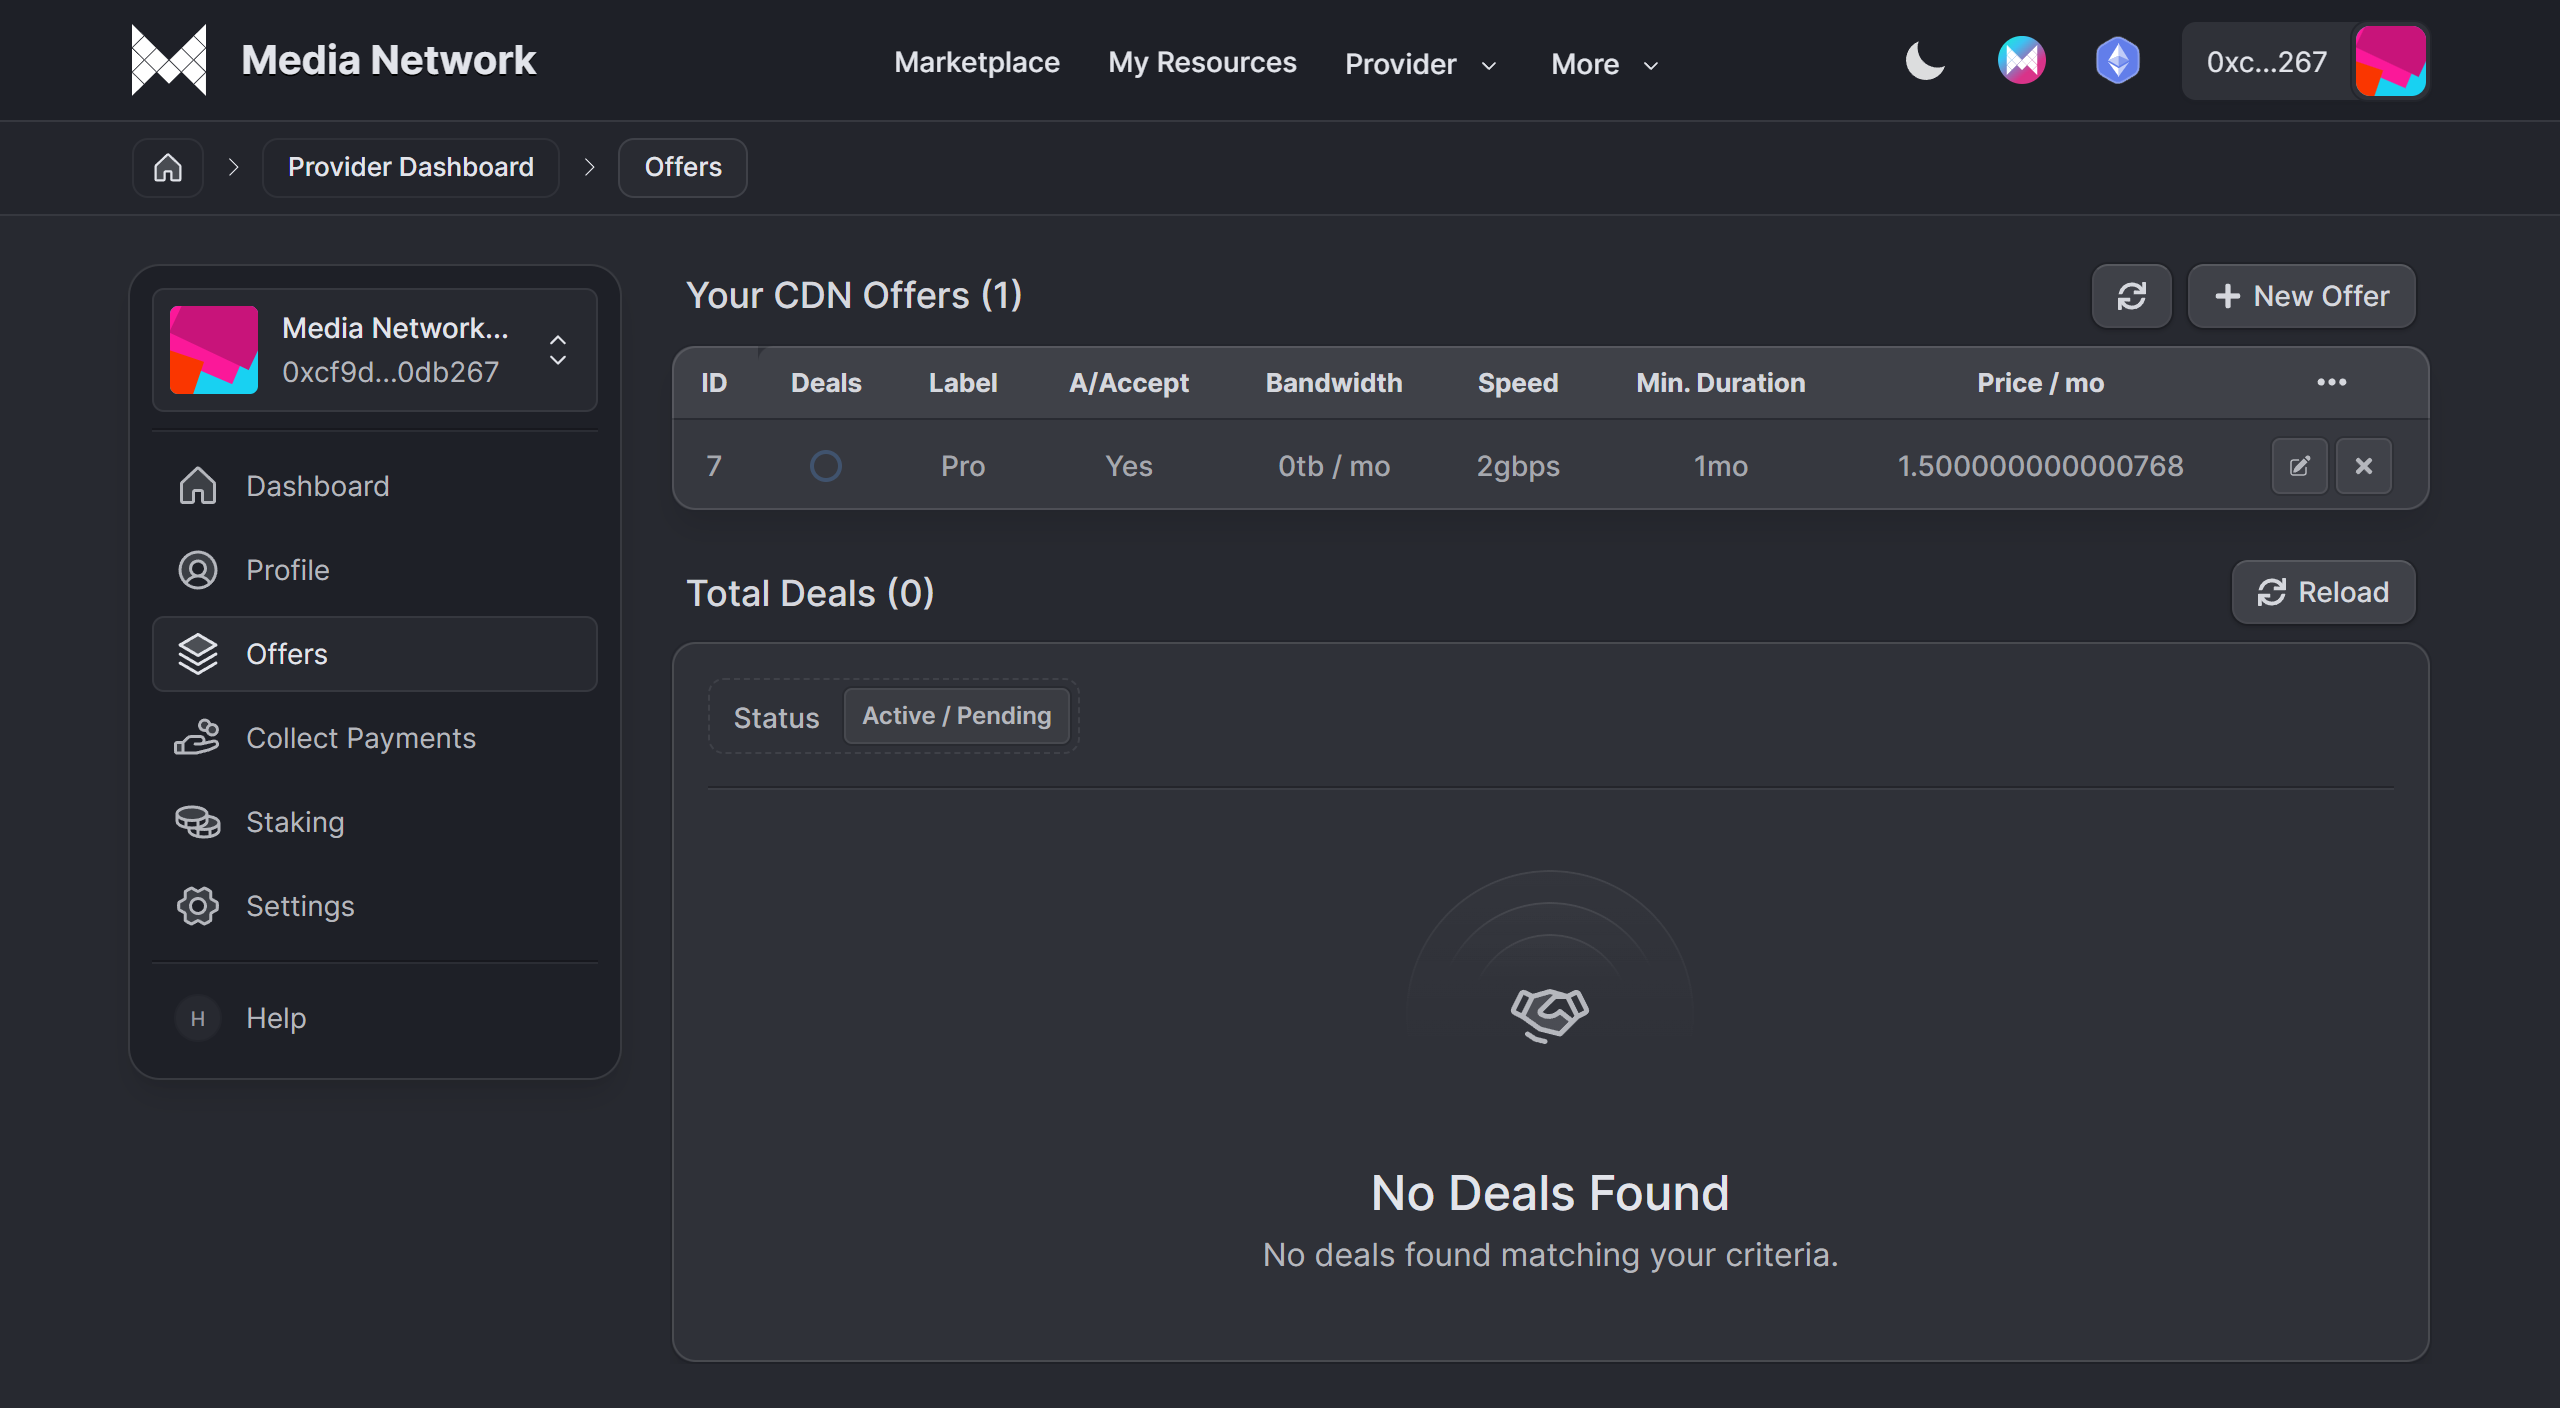 Media Network
Marketplace My Resources Provider More
0xc...267
Provider Dashboard
Offers
Media Network...
0xcf9d...0db267
Dashboard
Profile
Offers
Collect Payments
Staking
Settings
H Help
Your CDN Offers (1)
New Offer
ID Deals Label A/Accept Bandwidth Speed Min. Duration Price / mo
7 Pro Yes 0tb / mo 2gbps 1mo 1.500000000000768
Total Deals (0)
Reload
Status Active / Pending
No Deals Found
No deals found matching your criteria.